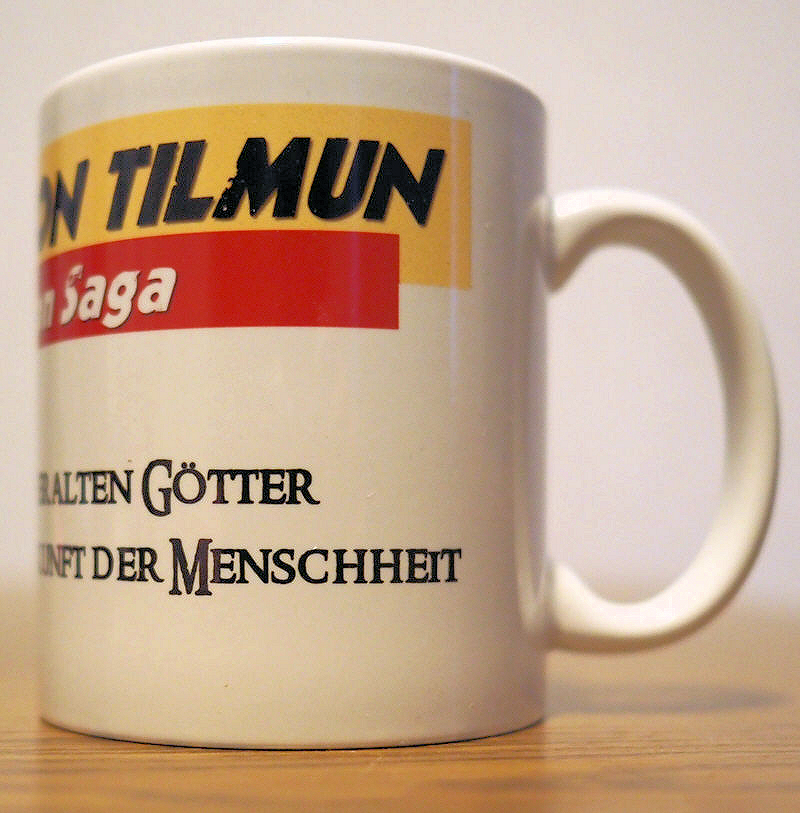 ON TILMUN
n Saga
RALTEN GÖTTER
UNFT DER MENSCHHEIT